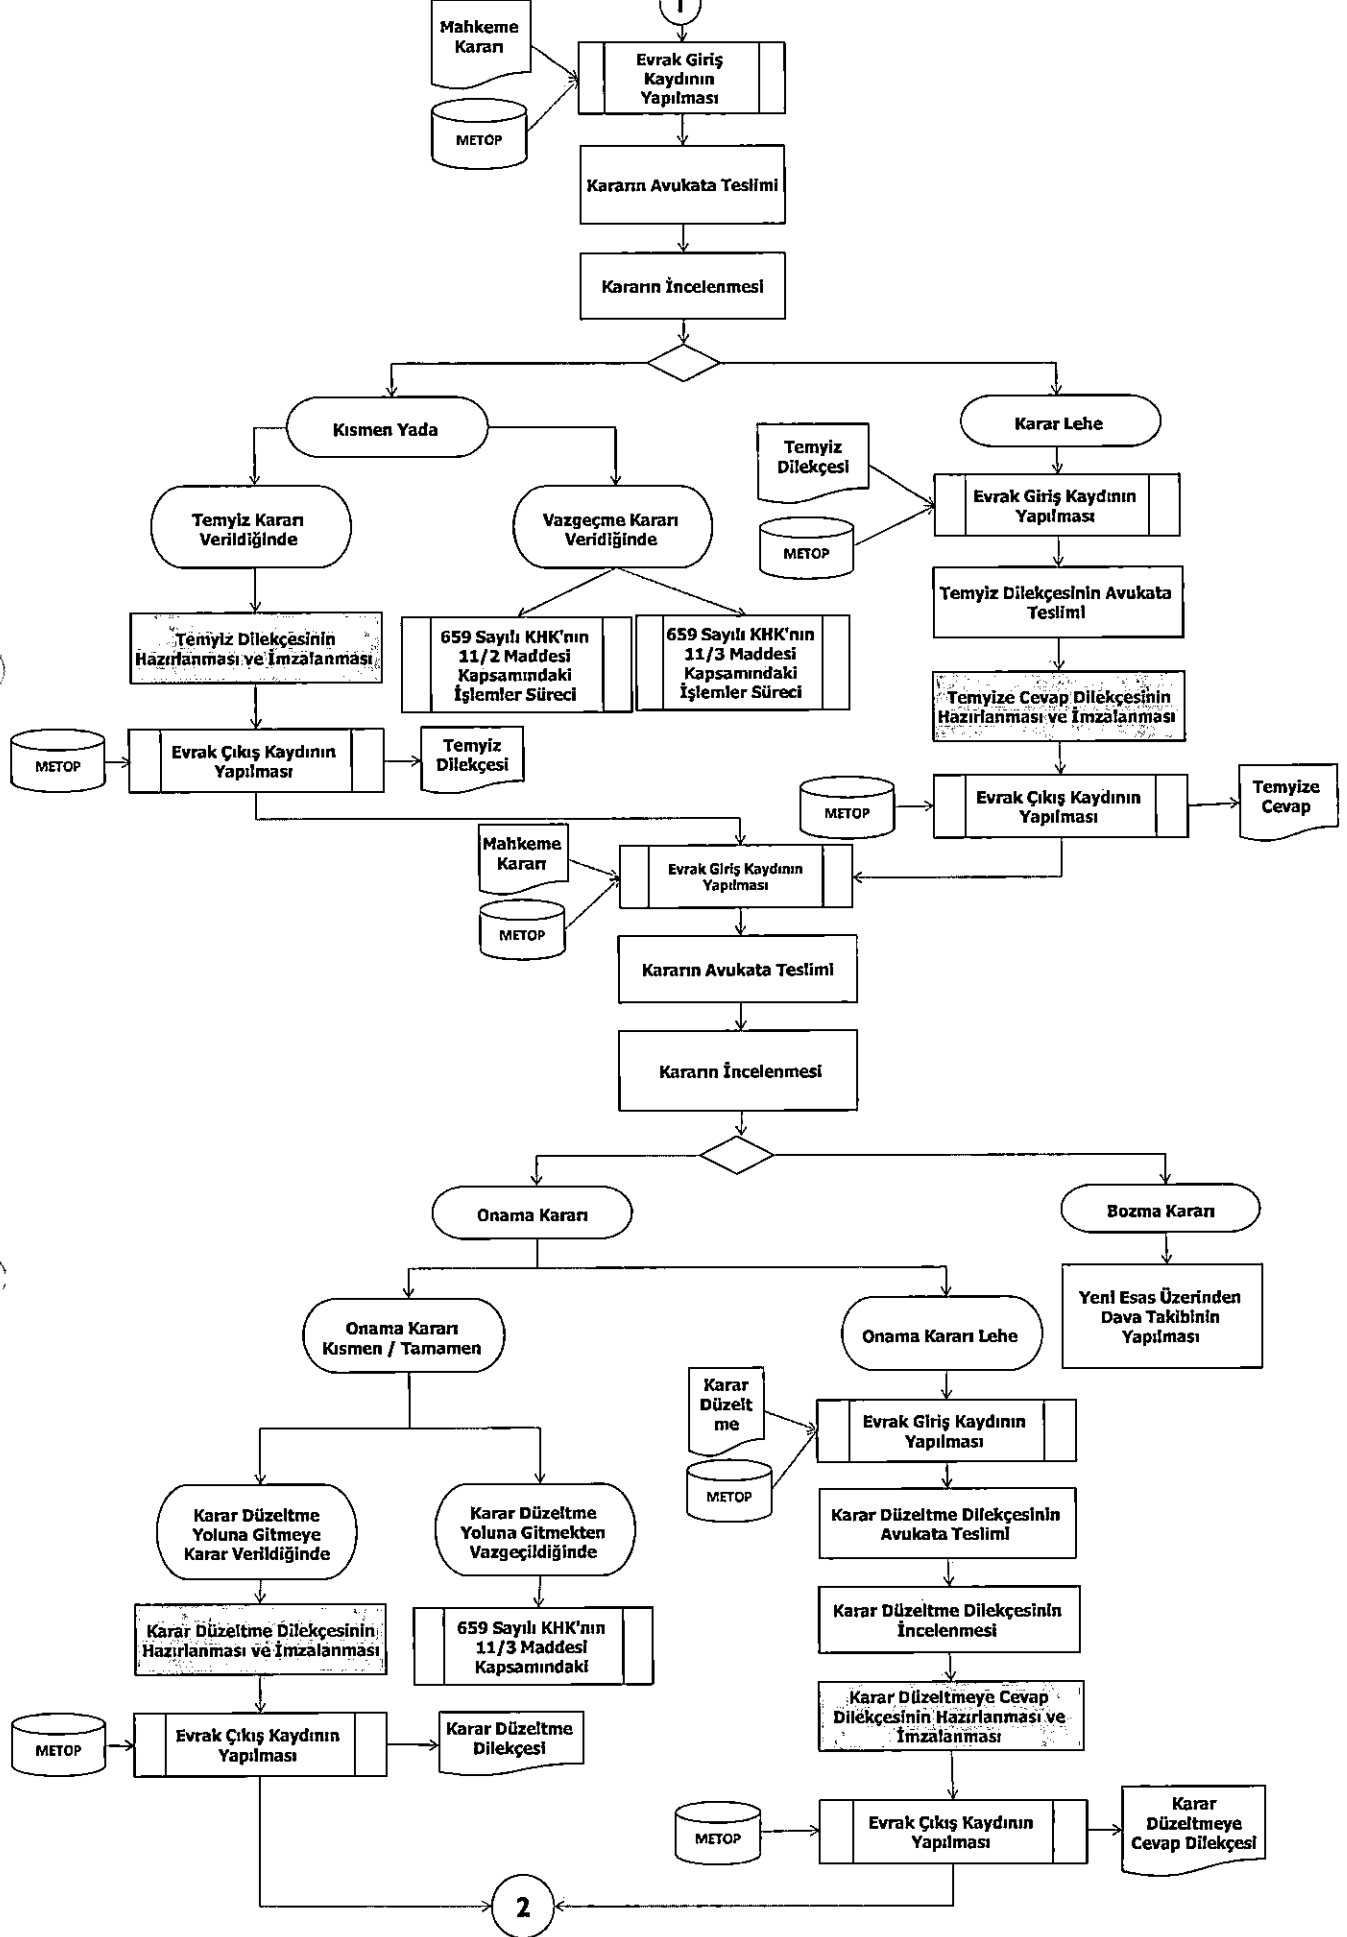 1
Mahkeme
Kararı
Evrak Giriş
Kaydının
Yapılması
METOP
Kararın Avukata Teslimi
Kararın İncelenmesi
Kısmen Yada
Karar Lehe
Temyiz
Dilekçesi
METOP
Evrak Giriş Kaydının
Yapılması
Temyiz Kararı
Verildiğinde
Vazgeçme Kararı
Veridiğinde
Temyiz Dilekçesinin Avukata
Teslimi
Temyiz Dilekçesinin
Hazırlanması ve İmzalanması
659 Sayılı KHK'nın
11/2 Maddesi
Kapsamındaki
İşlemler Süreci
659 Sayılı KHK'nın
11/3 Maddesi
Kapsamındaki
İşlemler Süreci
Temyize Cevap Dilekçesinin
Hazırlanması ve İmzalanması
METOP
Evrak Çıkış Kaydının
Yapılması
Temyiz
Dilekçesi
METOP
Evrak Çıkış Kaydının
Yapılması
Temyize
Cevap
Mahkeme
Kararı
METOP
Evrak Giriş Kaydının
Yapılması
Kararın Avukata Teslimi
Kararın İncelenmesi
Onama Kararı
Bozma Kararı
Onama Kararı
Kısmen / Tamamen
Onama Kararı Lehe
Yeni Esas Üzerinden
Dava Takibinin
Yapılması
Karar
Düzelt
me
METOP
Evrak Giriş Kaydının
Yapılması
Karar Düzeltme
Yoluna Gitmeye
Karar Verildiğinde
Karar Düzeltme
Yoluna Gitmekten
Vazgeçildiğinde
Karar Düzeltme Dilekçesinin
Avukata Teslimi
Karar Düzeltme Dilekçesinin
Hazırlanması ve İmzalanması
659 Sayılı KHK'nın
11/3 Maddesi
Kapsamındaki
Karar Düzeltme Dilekçesinin
İncelenmesi
Karar Düzeltmeye Cevap
Dilekçesinin Hazırlanması ve
İmzalanması
METOP
Evrak Çıkış Kaydının
Yapılması
Karar Düzeltme
Dilekçesi
METOP
Evrak Çıkış Kaydının
Yapılması
Karar
Düzeltmeye
Cevap Dilekçesi
2